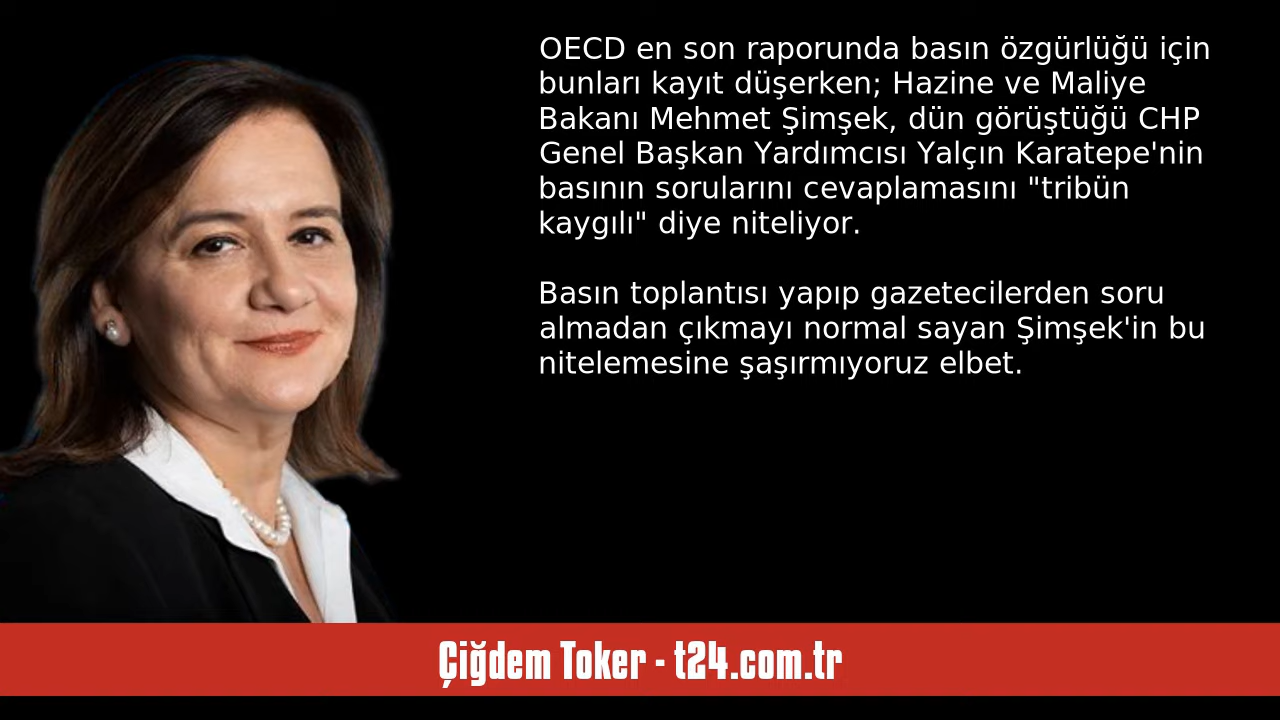 OECD en son raporunda basın özgürlüğü için
bunları kayıt düşerken; Hazine ve Maliye
Bakanı Mehmet Şimşek, dün görüştüğü CHP
Genel Başkan Yardımcısı Yalçın Karatepe'nin
basının sorularını cevaplamasını "tribün
kaygılı" diye niteliyor.
Basın toplantısı yapıp gazetecilerden soru
almadan çıkmayı normal sayan Şimşek'in bu
nitelemesine şaşırmıyoruz elbet.
Çiğdem Toker - t24.com.tr